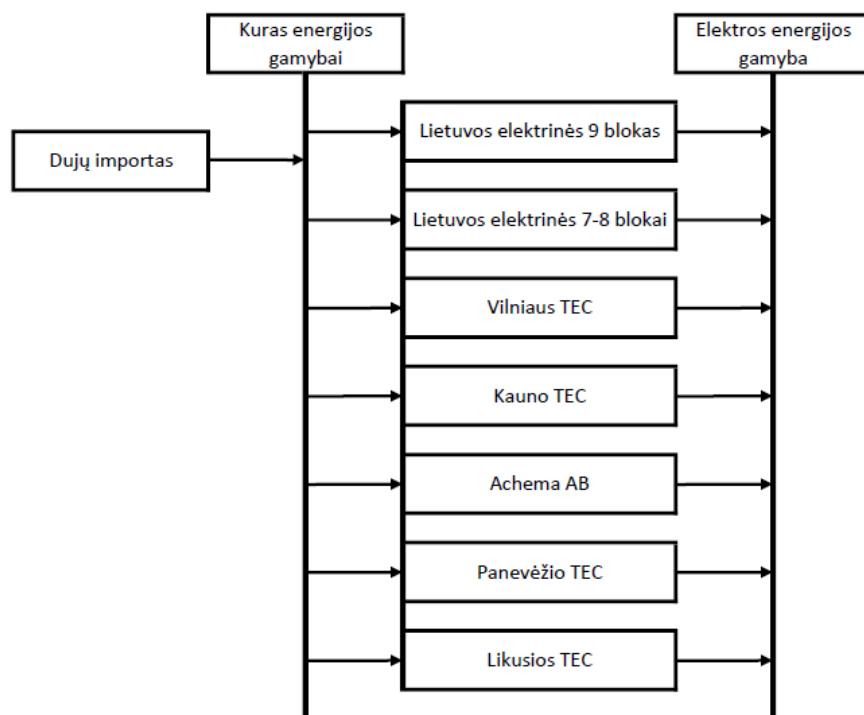 Kuras energijos
gamybai
Elektros energijos
gamyba
Lietuvos elektrinės 9 blokas
Dujų importas
Lietuvos elektrinės 7-8 blokai
Vilniaus TEC
Kauno TEC
Achema AB
Panevėžio TEC
Likusios TEC